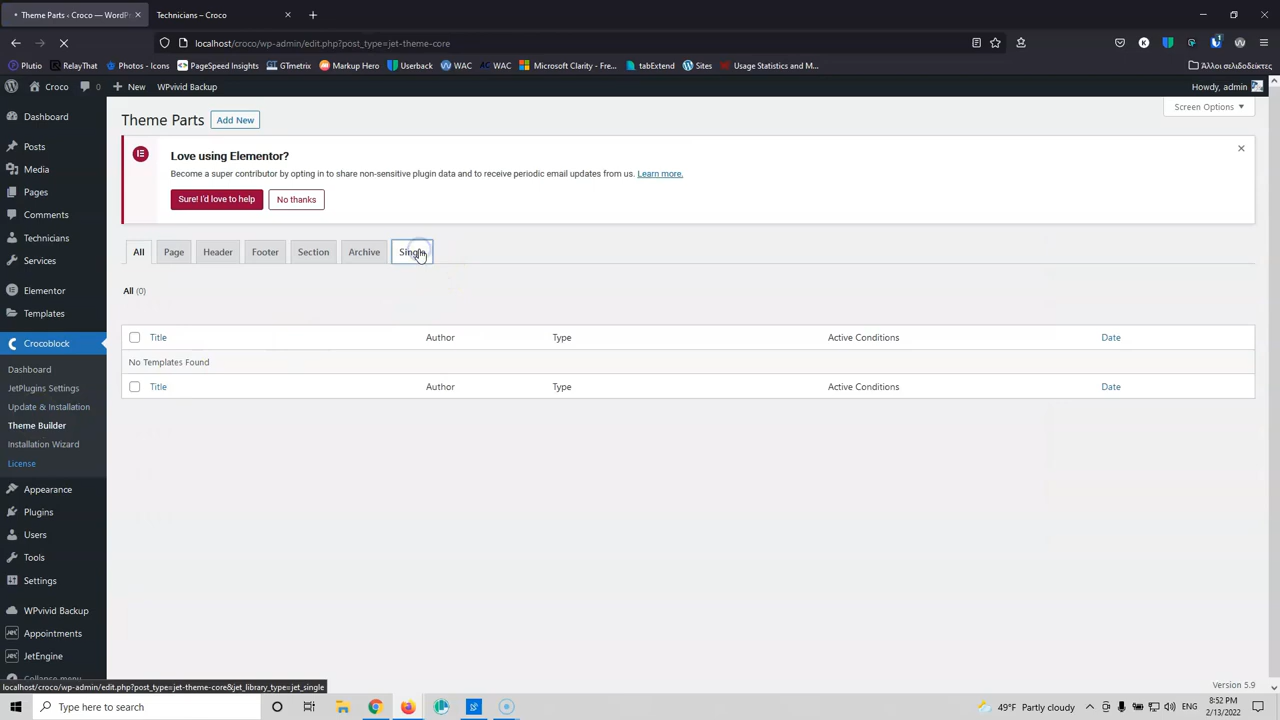 Theme Parts ‹ Croco — WordPr
Technicians – Croco
localhost/croco/wp-admin/edit.php?post_type=jet-theme-core
Plutio
RelayThat
Photos - Icons
PageSpeed Insights
GTmetrix
Markup Hero
Userback
WAC
WAC
Microsoft Clarity - Fre...
tabExtend
Sites
Usage Statistics and M...
Άλλοι σελιδοδείκτες
Croco
0
New
WPvivid Backup
Howdy, admin
Dashboard
Posts
Media
Pages
Comments
Technicians
Services
Elementor
Templates
Crocoblock
Dashboard
JetPlugins Settings
Update & Installation
Theme Builder
Installation Wizard
License
Appearance
Plugins
Users
Tools
Settings
WPvivid Backup
Appointments
JetEngine
Collapse menu
Screen Options
Theme Parts
Add New
Love using Elementor?
Become a super contributor by opting in to share non-sensitive plugin data and to receive periodic email updates from us. Learn more.
Sure! I'd love to help
No thanks
All
Page
Header
Footer
Section
Archive
Single
All (0)
Title Author Type Active Conditions Date
No Templates Found
Title Author Type Active Conditions Date
Version 5.9
localhost/croco/wp-admin/edit.php?post_type=jet-theme-core&jet_library_type=jet_single
Type here to search
49°F Partly cloudy
ENG
8:52 PM
2/13/2022